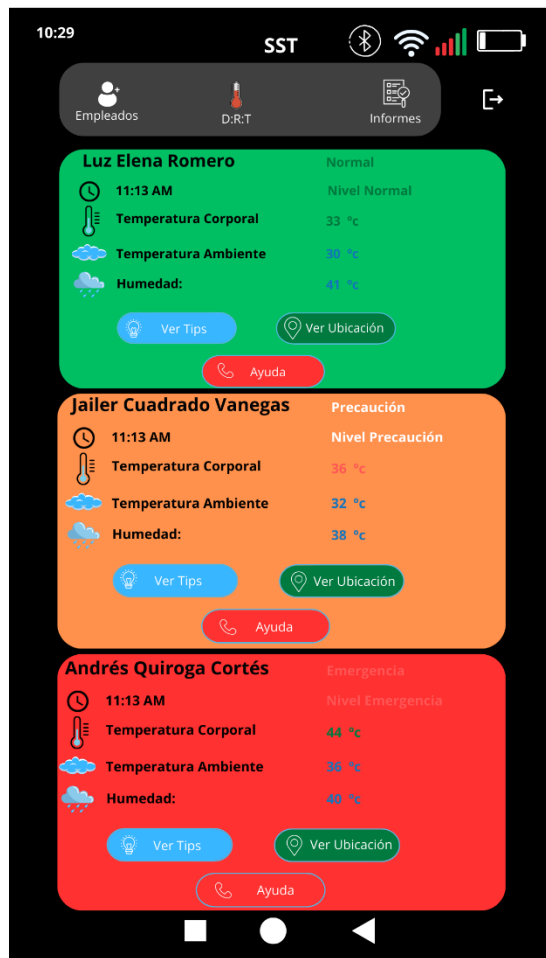 10:29
SST
Empleados
D:R:T
Informes
Luz Elena Romero
Normal
11:13 AM
Nivel Normal
Temperatura Corporal
33 °c
Temperatura Ambiente
30 °c
Humedad:
41 °c
Ver Tips
Ver Ubicación
Ayuda
Jailer Cuadrado Vanegas
Precaución
11:13 AM
Nivel Precaución
Temperatura Corporal
36 °c
Temperatura Ambiente
32 °c
Humedad:
38 °c
Ver Tips
Ver Ubicación
Ayuda
Andrés Quiroga Cortés
Emergencia
11:13 AM
Nivel Emergencia
Temperatura Corporal
44 °c
Temperatura Ambiente
36 °c
Humedad:
40 °c
Ver Tips
Ver Ubicación
Ayuda